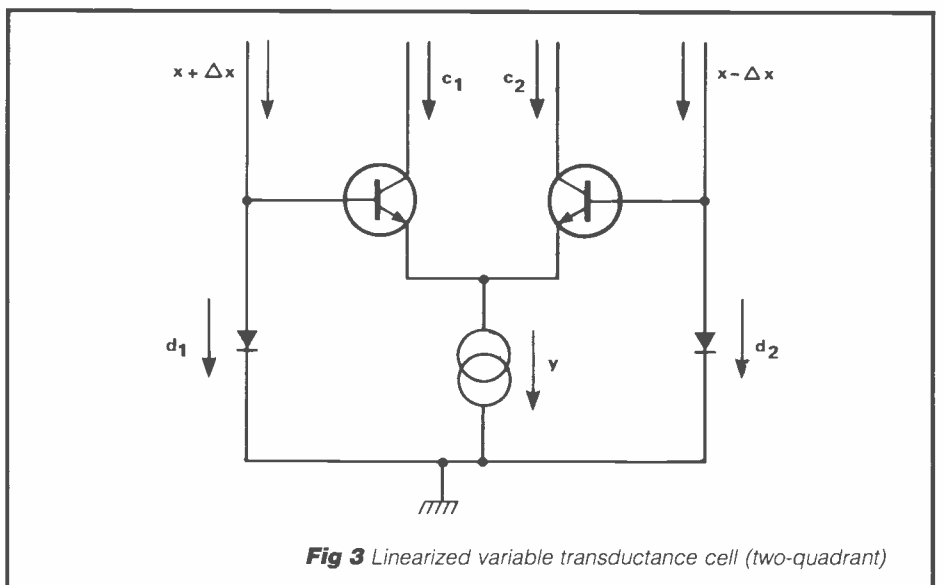 x + Δx
c₁
c₂
x - Δx
d₁
y
d₂
Fig 3 Linearized variable transductance cell (two-quadrant)